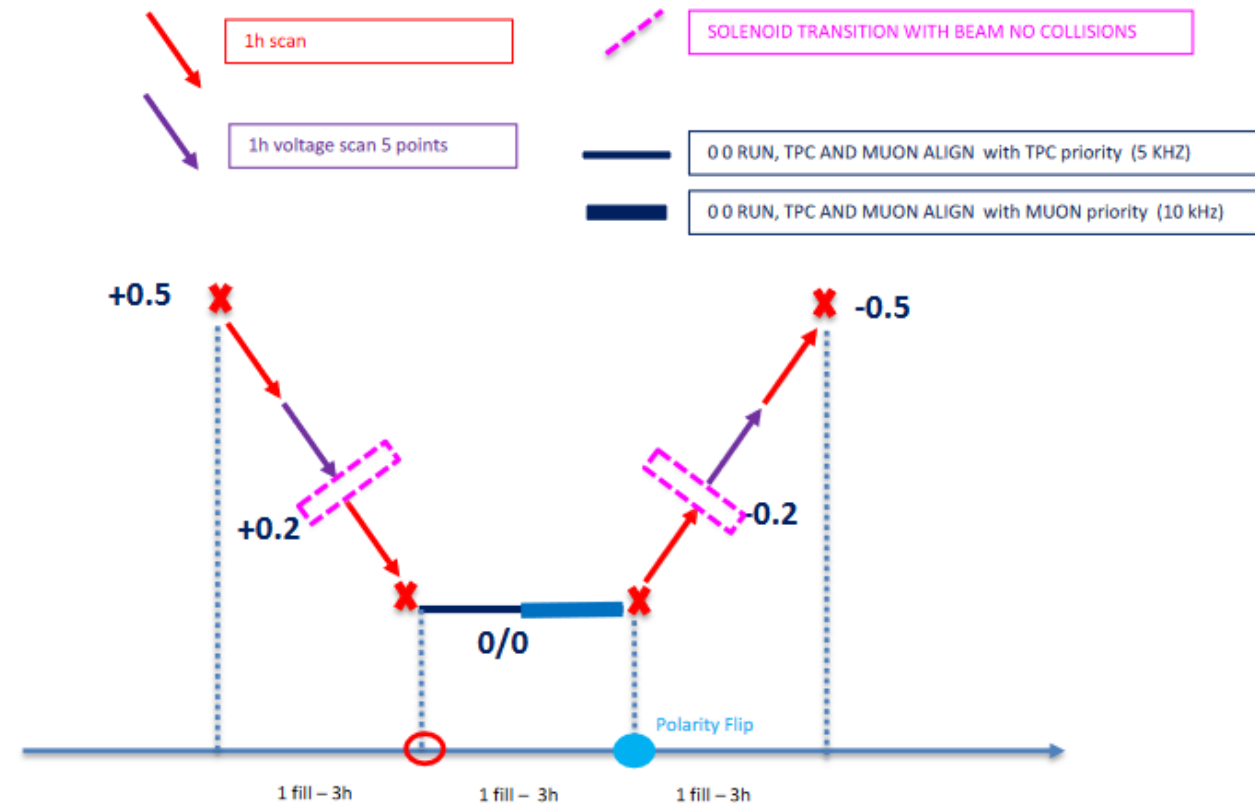 1h scan
SOLENOID TRANSITION WITH BEAM NO COLLISIONS
1h voltage scan 5 points
0 0 RUN, TPC AND MUON ALIGN with TPC priority (5 KHZ)
0 0 RUN, TPC AND MUON ALIGN with MUON priority (10 kHz)
+0.5
-0.5
+0.2
-0.2
0/0
Polarity Flip
1 fill – 3h
1 fill – 3h
1 fill – 3h